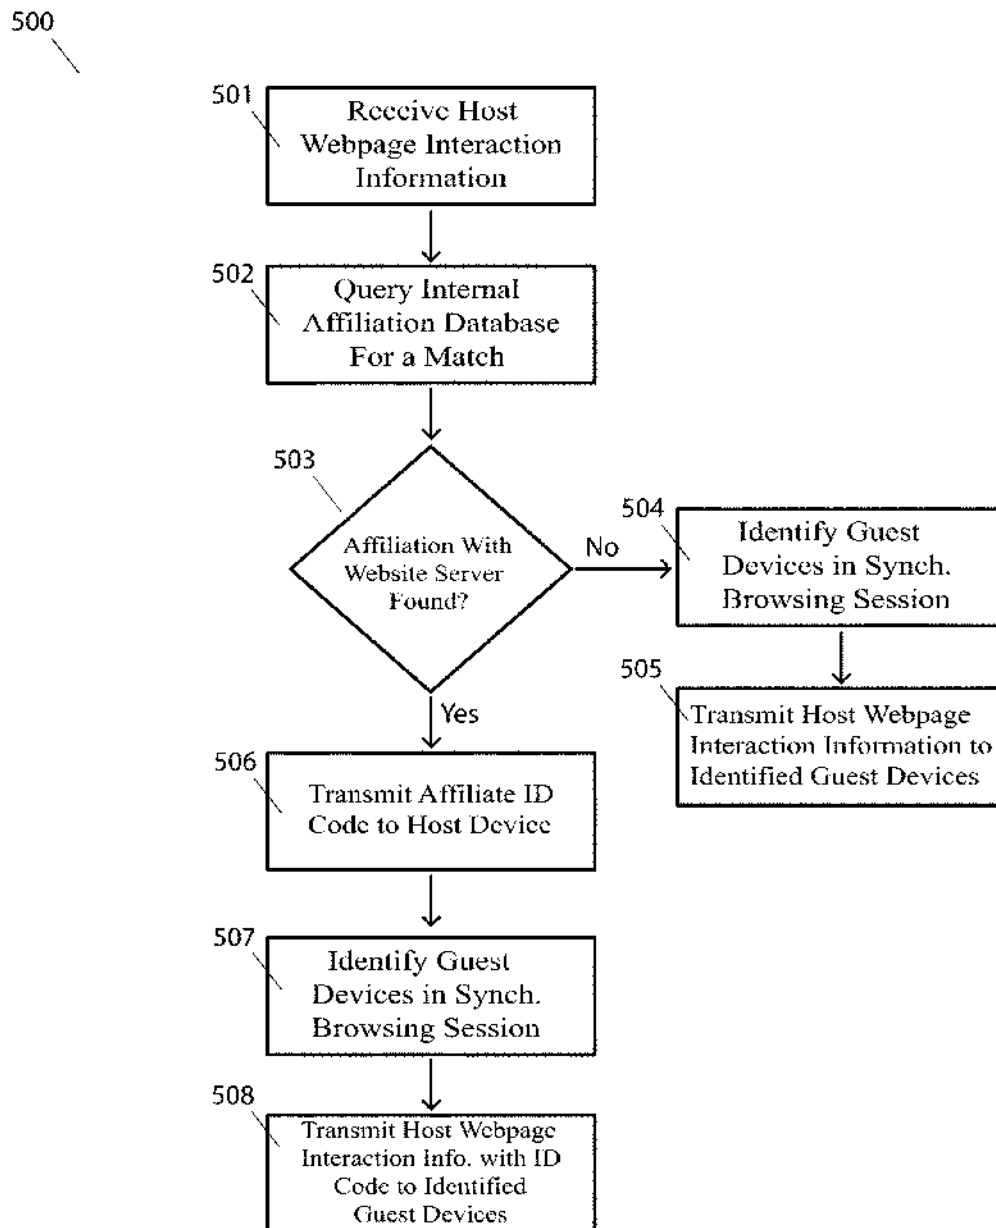 500
501
Receive Host
Webpage Interaction
Information
502
Query Internal
Affiliation Database
For a Match
503
Affiliation With
Website Server
Found?
No
504
Identify Guest
Devices in Synch.
Browsing Session
505
Transmit Host Webpage
Interaction Information to
Identified Guest Devices
Yes
506
Transmit Affiliate ID
Code to Host Device
507
Identify Guest
Devices in Synch.
Browsing Session
508
Transmit Host Webpage
Interaction Info. with ID
Code to Identified
Guest Devices